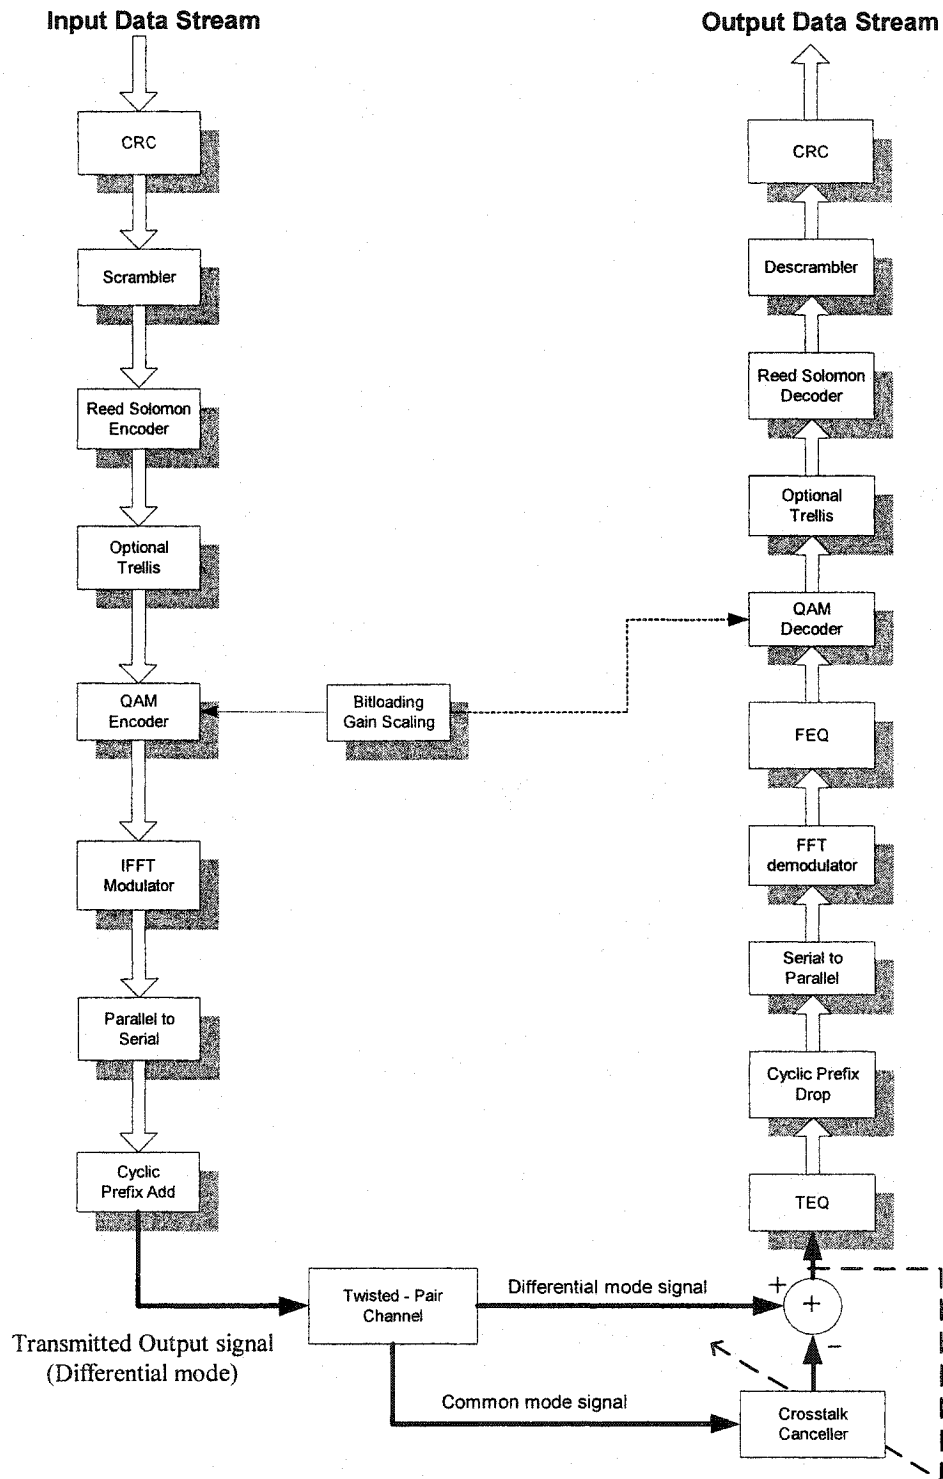 Input Data Stream
CRC
Scrambler
Reed Solomon
Encoder
Optional
Trellis
QAM
Encoder
Bitloading
Gain Scaling
IFFT
Modulator
Parallel to
Serial
Cyclic
Prefix Add
Transmitted Output signal
(Differential mode)
Twisted - Pair
Channel
Differential mode signal
Common mode signal
Crosstalk
Canceller
+
+
-
TEQ
Cyclic Prefix
Drop
Serial to
Parallel
FFT
demodulator
FEQ
QAM
Decoder
Optional
Trellis
Reed Solomon
Decoder
Descrambler
CRC
Output Data Stream